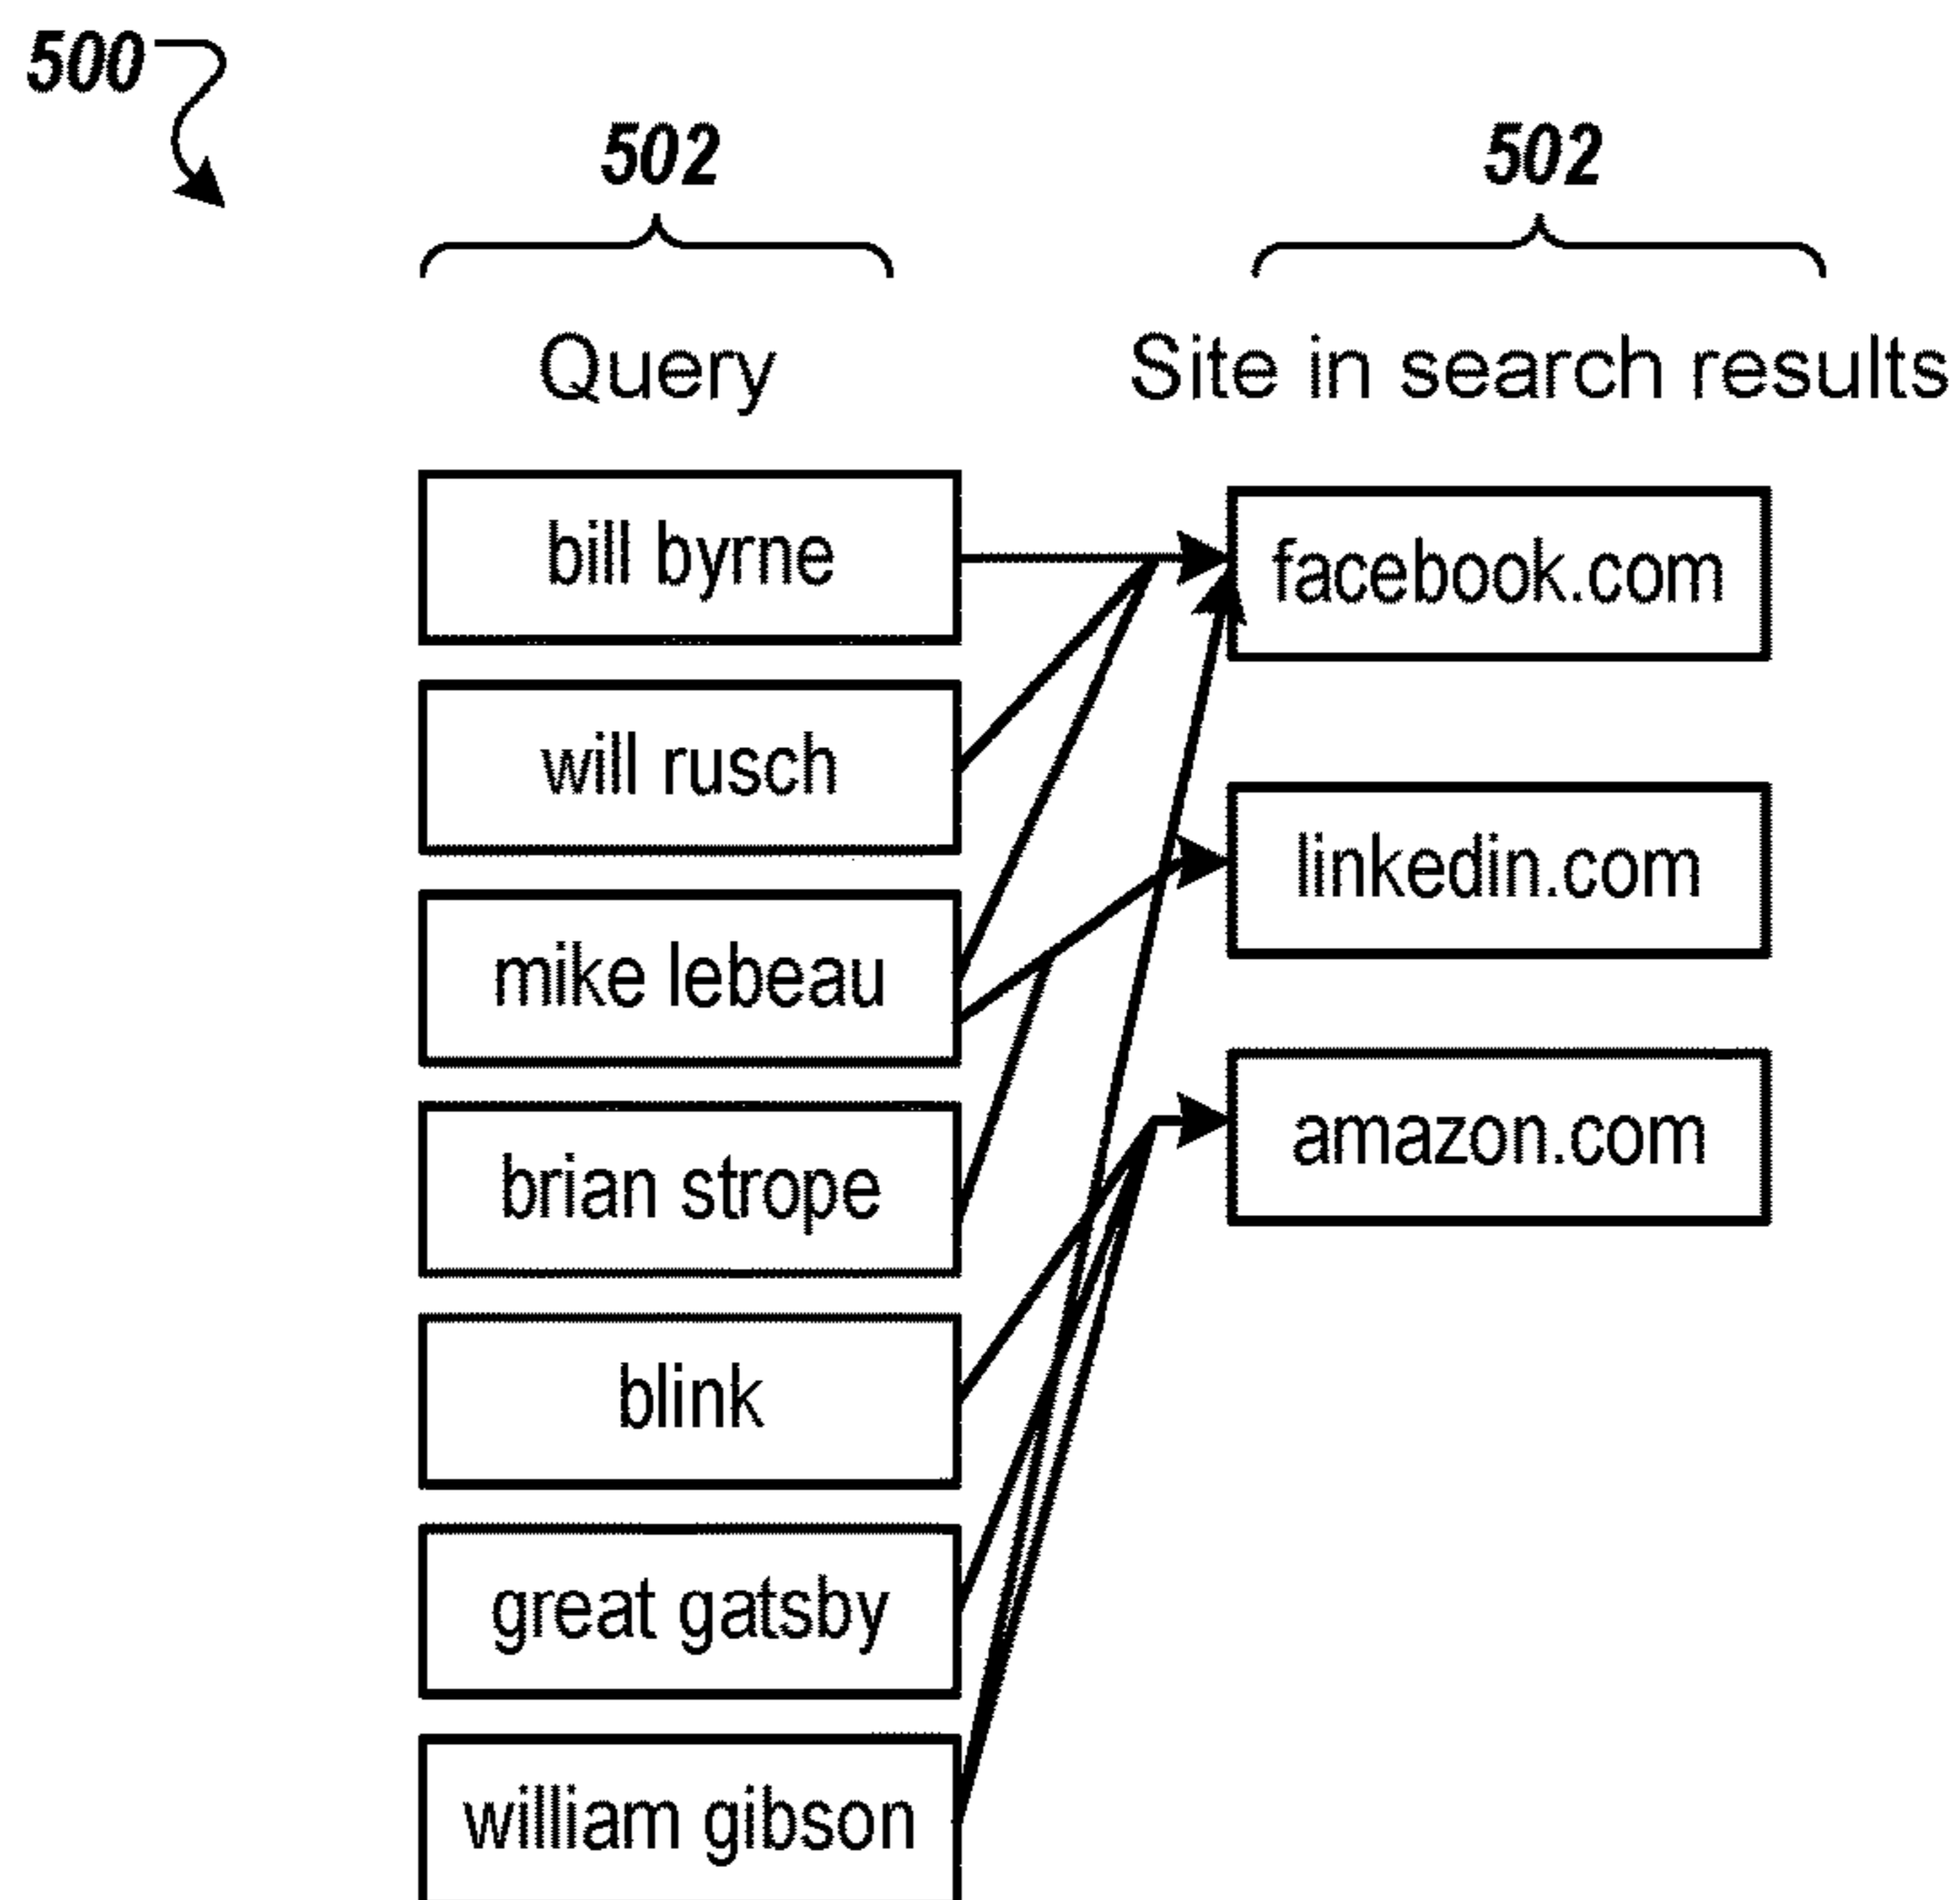 500
502 502
Query Site in search results
bill byrne facebook.com
will rusch
linkedin.com
mike lebeau
brian strope amazon.com
blink
great gatsby
william gibson